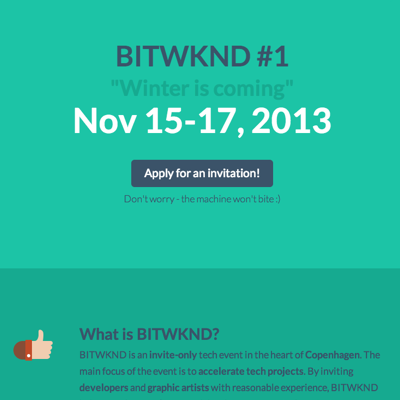 BITWKND #1
"Winter is coming"
Nov 15-17, 2013
Apply for an invitation!
Don't worry - the machine won't bite :)
What is BITWKND?
BITWKND is an invite-only tech event in the heart of Copenhagen. The
main focus of the event is to accelerate tech projects. By inviting
developers and graphic artists with reasonable experience, BITWKND